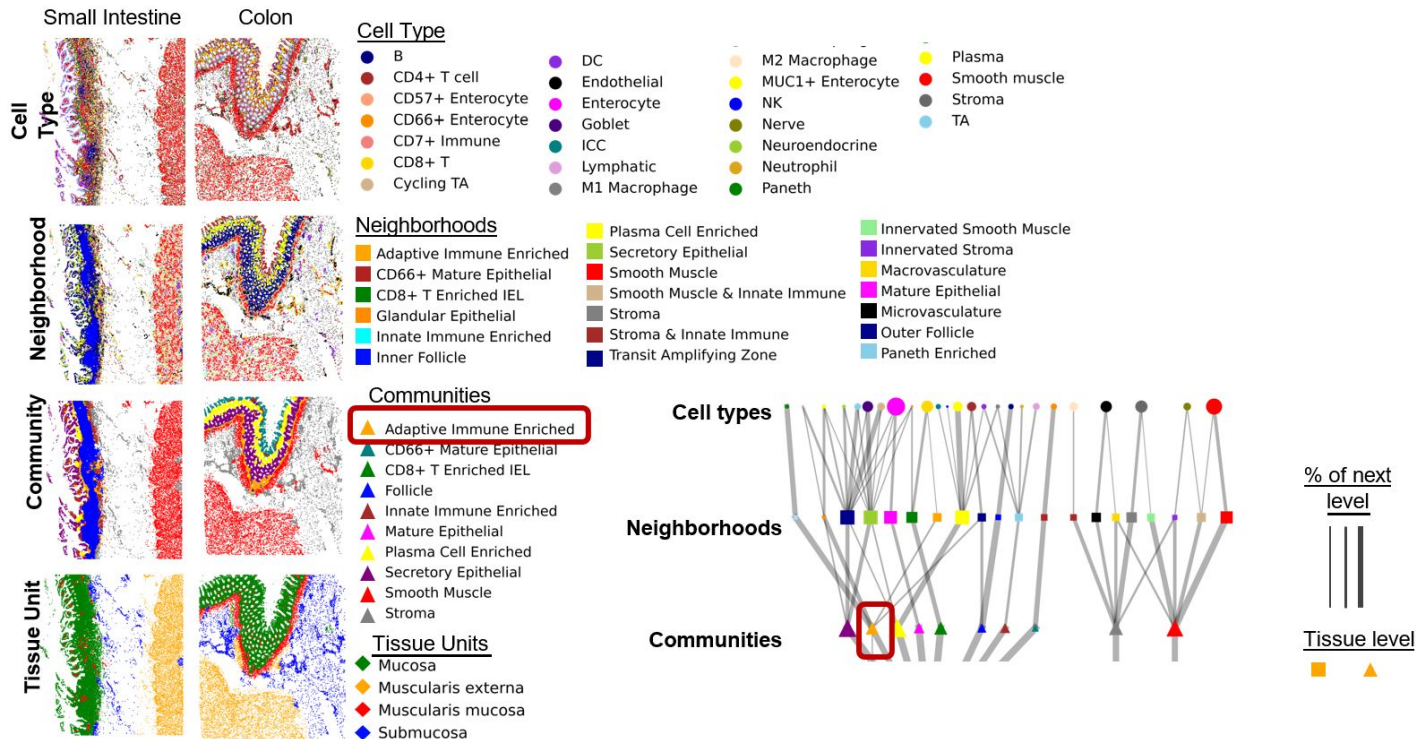 Small Intestine
Colon
Cell Type
Cell Type
B
CD4+ T cell
CD57+ Enterocyte
CD66+ Enterocyte
CD7+ Immune
CD8+ T
Cycling TA
DC
Endothelial
Enterocyte
Goblet
ICC
Lymphatic
M1 Macrophage
M2 Macrophage
MUC1+ Enterocyte
NK
Nerve
Neuroendocrine
Neutrophil
Paneth
Plasma
Smooth muscle
Stroma
TA
Neighborhood
Neighborhoods
Adaptive Immune Enriched
CD66+ Mature Epithelial
CD8+ T Enriched IEL
Glandular Epithelial
Innate Immune Enriched
Inner Follicle
Plasma Cell Enriched
Secretory Epithelial
Smooth Muscle
Smooth Muscle & Innate Immune
Stroma
Stroma & Innate Immune
Transit Amplifying Zone
Innervated Smooth Muscle
Innervated Stroma
Macrovasculature
Mature Epithelial
Microvasculature
Outer Follicle
Paneth Enriched
Community
Communities
Adaptive Immune Enriched
CD66+ Mature Epithelial
CD8+ T Enriched IEL
Follicle
Innate Immune Enriched
Mature Epithelial
Plasma Cell Enriched
Secretory Epithelial
Smooth Muscle
Stroma
Tissue Unit
Tissue Units
Mucosa
Muscularis externa
Muscularis mucosa
Submucosa
Cell types
Neighborhoods
Communities
% of next
level
Tissue level